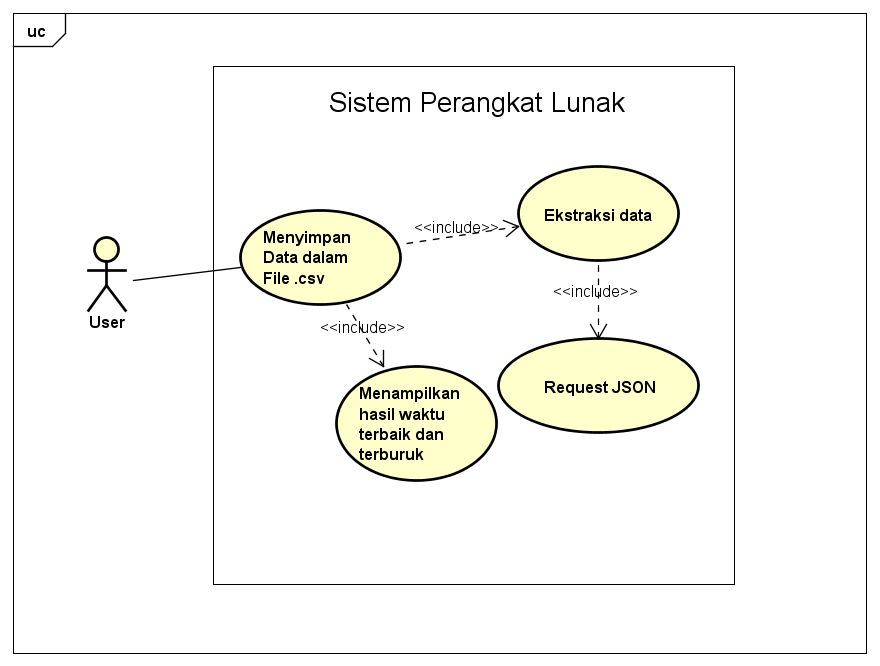 uc
Sistem Perangkat Lunak
Menyimpan
Data dalam
File .csv
<<include>>
Ekstraksi data
<<include>>
User
<<include>>
Menampilkan
hasil waktu
terbaik dan
terburuk
Request JSON